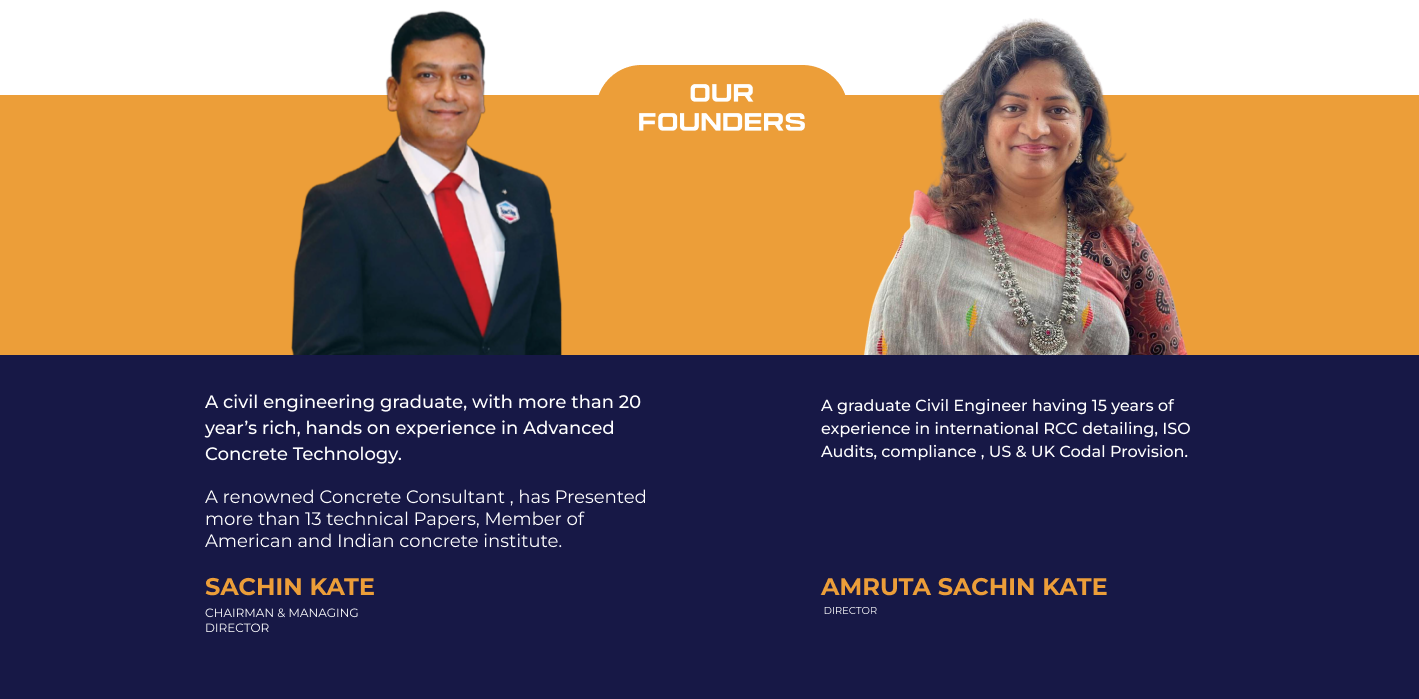 OUR
FOUNDERS
A civil engineering graduate, with more than 20
year’s rich, hands on experience in Advanced
Concrete Technology.
A renowned Concrete Consultant , has Presented
more than 13 technical Papers, Member of
American and Indian concrete institute.
SACHIN KATE
CHAIRMAN & MANAGING
DIRECTOR
A graduate Civil Engineer having 15 years of
experience in international RCC detailing, ISO
Audits, compliance , US & UK Codal Provision.
AMRUTA SACHIN KATE
DIRECTOR